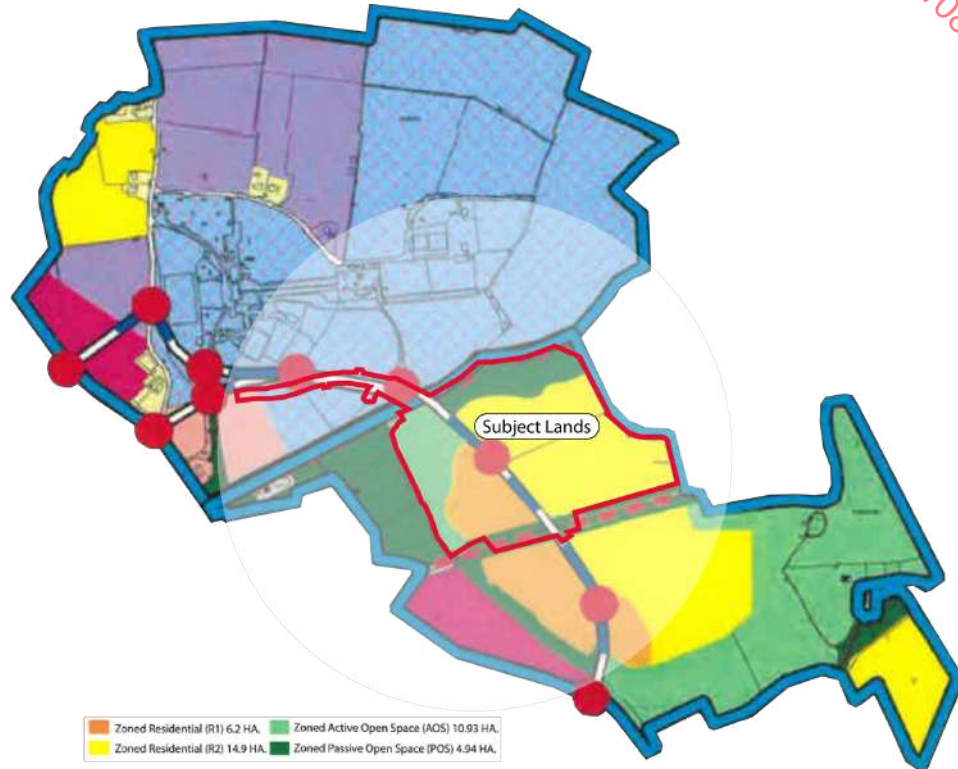 Subject Lands
Zoned Residential (R1) 6.2 HA.
Zoned Active Open Space (AOS) 10.93 HA.
Zoned Residential (R2) 14.9 HA.
Zoned Passive Open Space (POS) 4.94 HA.